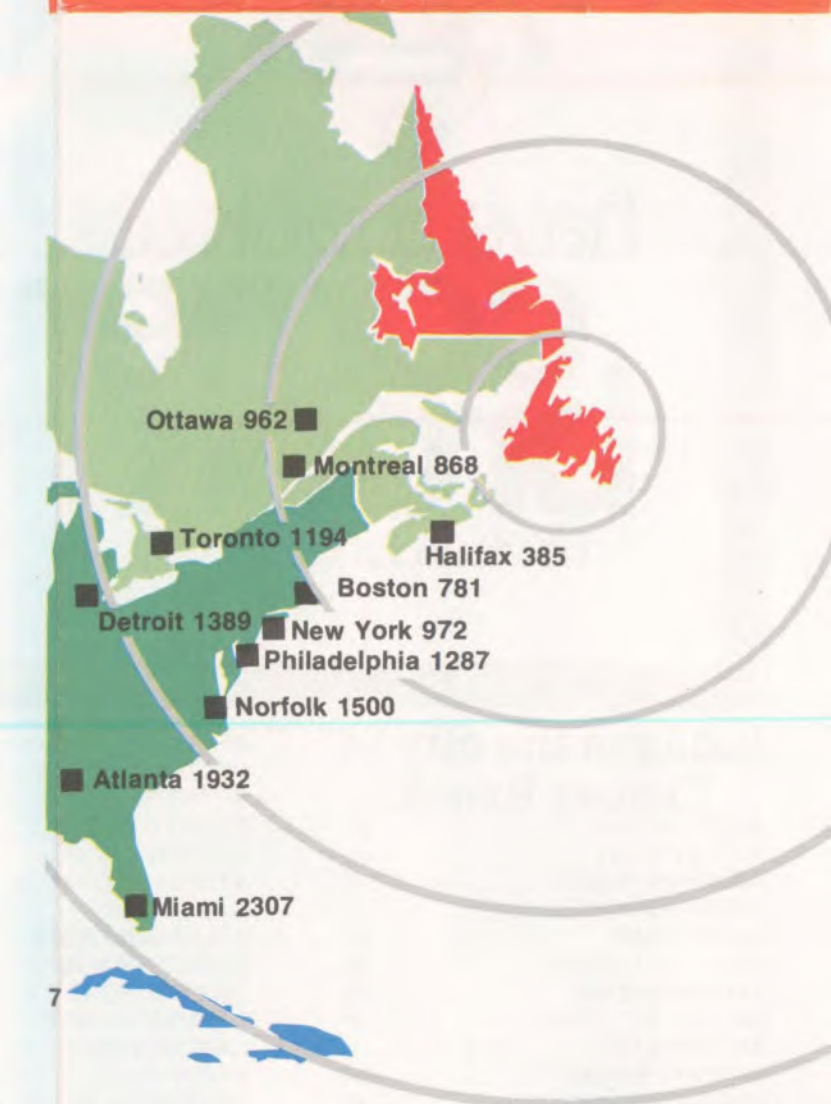 Ottawa 962
Montreal 868
Toronto 1194
Halifax 385
Boston 781
Detroit 1389
New York 972
Philadelphia 1287
Norfolk 1500
Atlanta 1932
Miami 2307
7